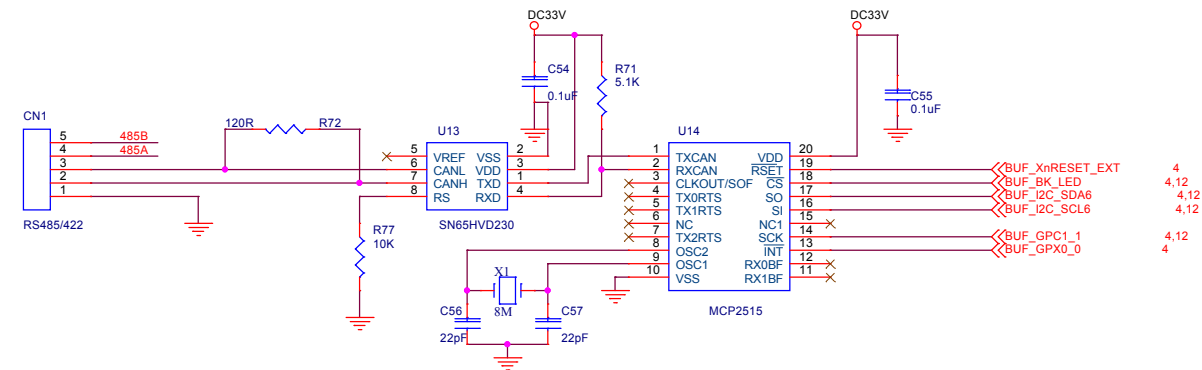 DC33V
DC33V
C54
0.1uF
R71
5.1K
C55
0.1uF
CN1
5 485B
4 485A
3
2
1
RS485/422
120R R72
U13
5 VREF VSS 2
6 CANL VDD 3
7 CANH TXD 1
8 RS RXD 4
SN65HVD230
R77
10K
U14
1 TXCAN VDD 20
2 RXCAN RSET 19 BUF_XnRESET_EXT 4
3 CLKOUT/SOF CS 18 BUF_BK_LED 4,12
4 TX0RTS SO 17 BUF_I2C_SDA6 4,12
5 TX1RTS SI 16 BUF_I2C_SCL6 4,12
6 NC NC1 15
7 TX2RTS SCK 14 BUF_GPC1_1 4,12
8 OSC2 INT 13 BUF_GPX0_0 4
9 OSC1 RX0BF 12
10 VSS RX1BF 11
MCP2515
X1
8M
C56
22pF
C57
22pF